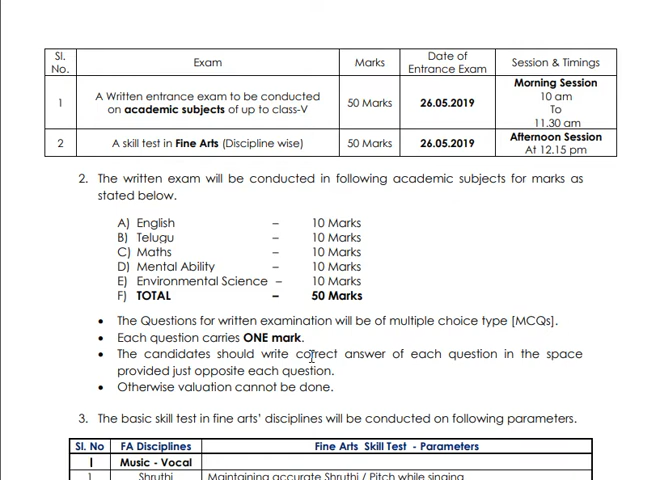 Sl. No. Exam Marks Date of Entrance Exam Session & Timings
1 A Written entrance exam to be conducted on academic subjects of up to class-V 50 Marks 26.05.2019 Morning Session 10 am To 11.30 am
2 A skill test in Fine Arts (Discipline wise) 50 Marks 26.05.2019 Afternoon Session At 12.15 pm
2. The written exam will be conducted in following academic subjects for marks as
stated below.
A) English – 10 Marks
B) Telugu – 10 Marks
C) Maths – 10 Marks
D) Mental Ability – 10 Marks
E) Environmental Science – 10 Marks
F) TOTAL – 50 Marks
• The Questions for written examination will be of multiple choice type [MCQs].
• Each question carries ONE mark.
• The candidates should write correct answer of each question in the space
provided just opposite each question.
• Otherwise valuation cannot be done.
3. The basic skill test in fine arts' disciplines will be conducted on following parameters.
Sl. No FA Disciplines Fine Arts Skill Test - Parameters
I Music - Vocal
1 Shruthi Maintaining accurate Shruthi / Pitch while singing